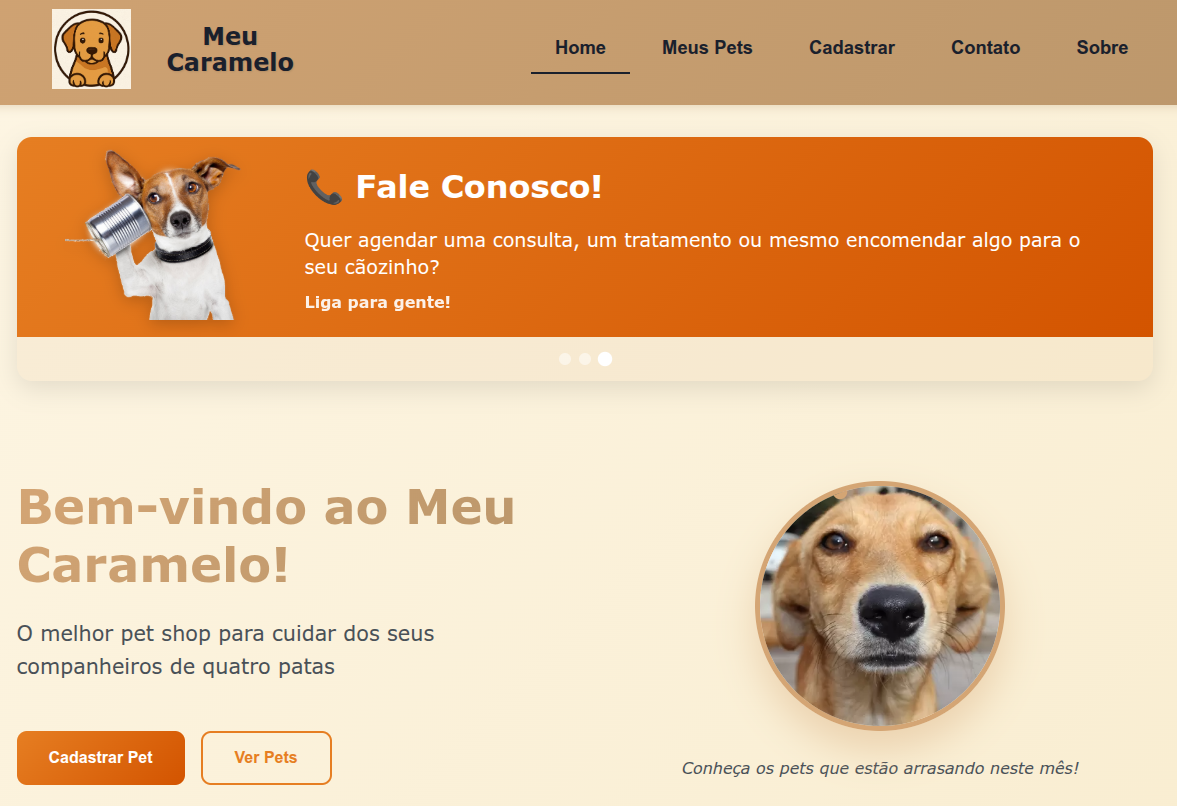 Meu
Caramelo
Home
Meus Pets
Cadastrar
Contato
Sobre
📞 Fale Conosco!
Quer agendar uma consulta, um tratamento ou mesmo encomendar algo para o
seu cãozinho?
Liga para gente!
Bem-vindo ao Meu
Caramelo!
O melhor pet shop para cuidar dos seus
companheiros de quatro patas
Cadastrar Pet
Ver Pets
Conheça os pets que estão arrasando neste mês!